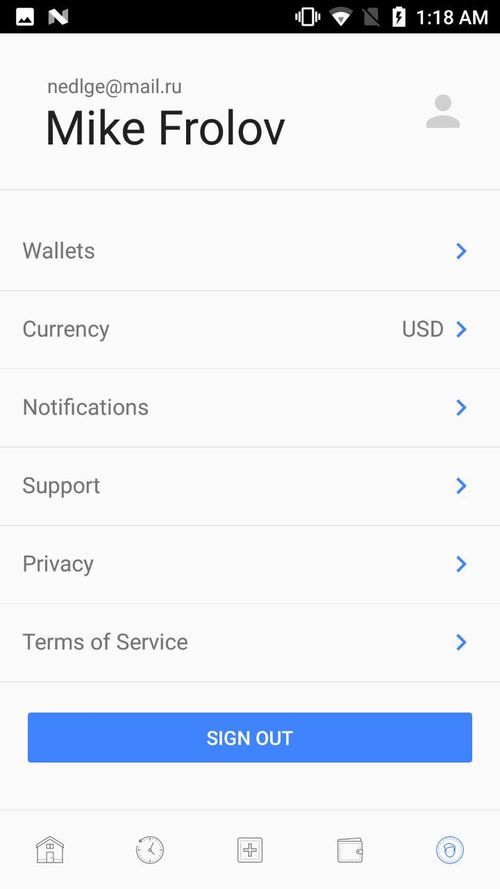 1:18 AM
nedlge@mail.ru
Mike Frolov
Wallets
Currency USD
Notifications
Support
Privacy
Terms of Service
SIGN OUT